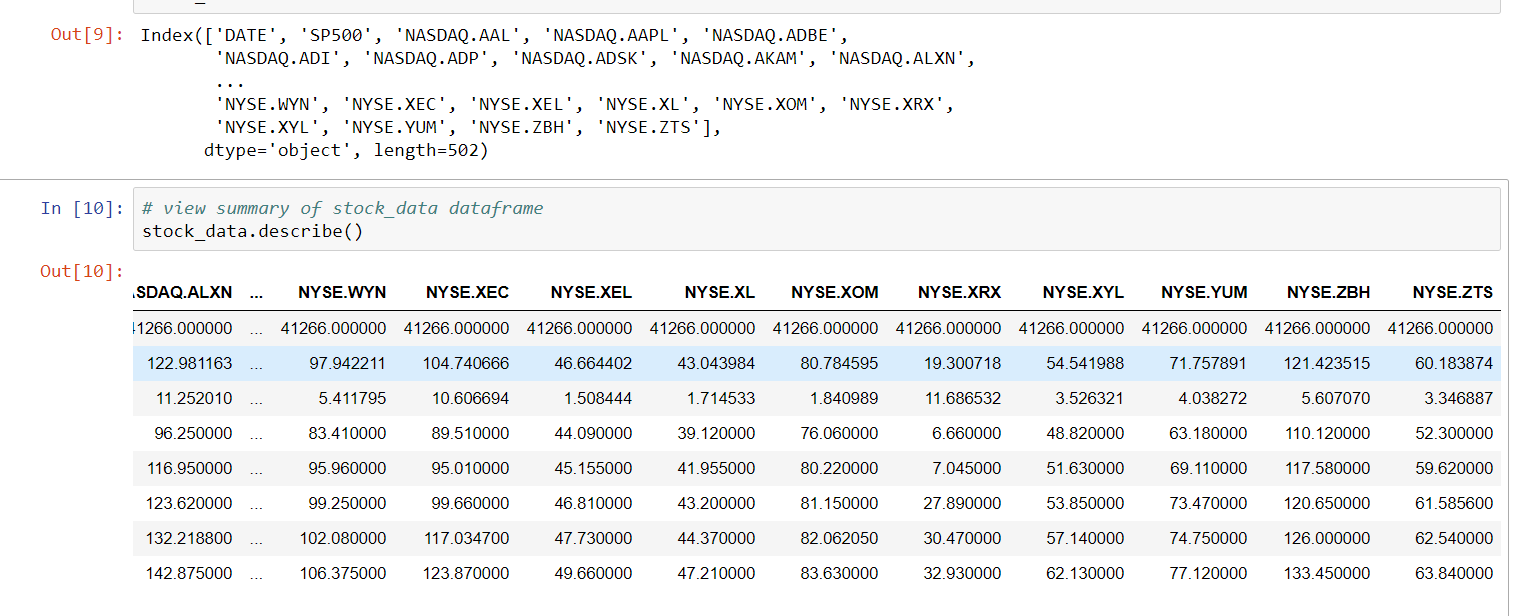 Out[9]: Index(['DATE', 'SP500', 'NASDAQ.AAL', 'NASDAQ.AAPL', 'NASDAQ.ADBE',
'NASDAQ.ADI', 'NASDAQ.ADP', 'NASDAQ.ADSK', 'NASDAQ.AKAM', 'NASDAQ.ALXN',
...
'NYSE.WYN', 'NYSE.XEC', 'NYSE.XEL', 'NYSE.XL', 'NYSE.XOM', 'NYSE.XRX',
'NYSE.XYL', 'NYSE.YUM', 'NYSE.ZBH', 'NYSE.ZTS'],
dtype='object', length=502)
In [10]: # view summary of stock_data dataframe
stock_data.describe()
Out[10]:
SDAQ.ALXN ... NYSE.WYN NYSE.XEC NYSE.XEL NYSE.XL NYSE.XOM NYSE.XRX NYSE.XYL NYSE.YUM NYSE.ZBH NYSE.ZTS
41266.000000 ... 41266.000000 41266.000000 41266.000000 41266.000000 41266.000000 41266.000000 41266.000000 41266.000000 41266.000000 41266.000000
122.981163 ... 97.942211 104.740666 46.664402 43.043984 80.784595 19.300718 54.541988 71.757891 121.423515 60.183874
11.252010 ... 5.411795 10.606694 1.508444 1.714533 1.840989 11.686532 3.526321 4.038272 5.607070 3.346887
96.250000 ... 83.410000 89.510000 44.090000 39.120000 76.060000 6.660000 48.820000 63.180000 110.120000 52.300000
116.950000 ... 95.960000 95.010000 45.155000 41.955000 80.220000 7.045000 51.630000 69.110000 117.580000 59.620000
123.620000 ... 99.250000 99.660000 46.810000 43.200000 81.150000 27.890000 53.850000 73.470000 120.650000 61.585600
132.218800 ... 102.080000 117.034700 47.730000 44.370000 82.062050 30.470000 57.140000 74.750000 126.000000 62.540000
142.875000 ... 106.375000 123.870000 49.660000 47.210000 83.630000 32.930000 62.130000 77.120000 133.450000 63.840000